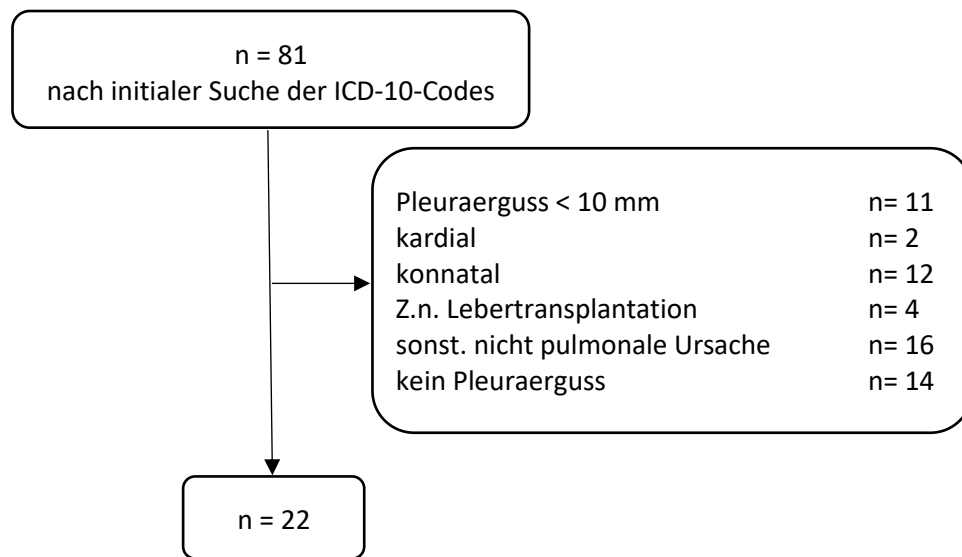 n = 81
nach initialer Suche der ICD-10-Codes
Pleuraerguss < 10 mm n= 11
kardial n= 2
konnatal n= 12
Z.n. Lebertransplantation n= 4
sonst. nicht pulmonale Ursache n= 16
kein Pleuraerguss n= 14
n = 22